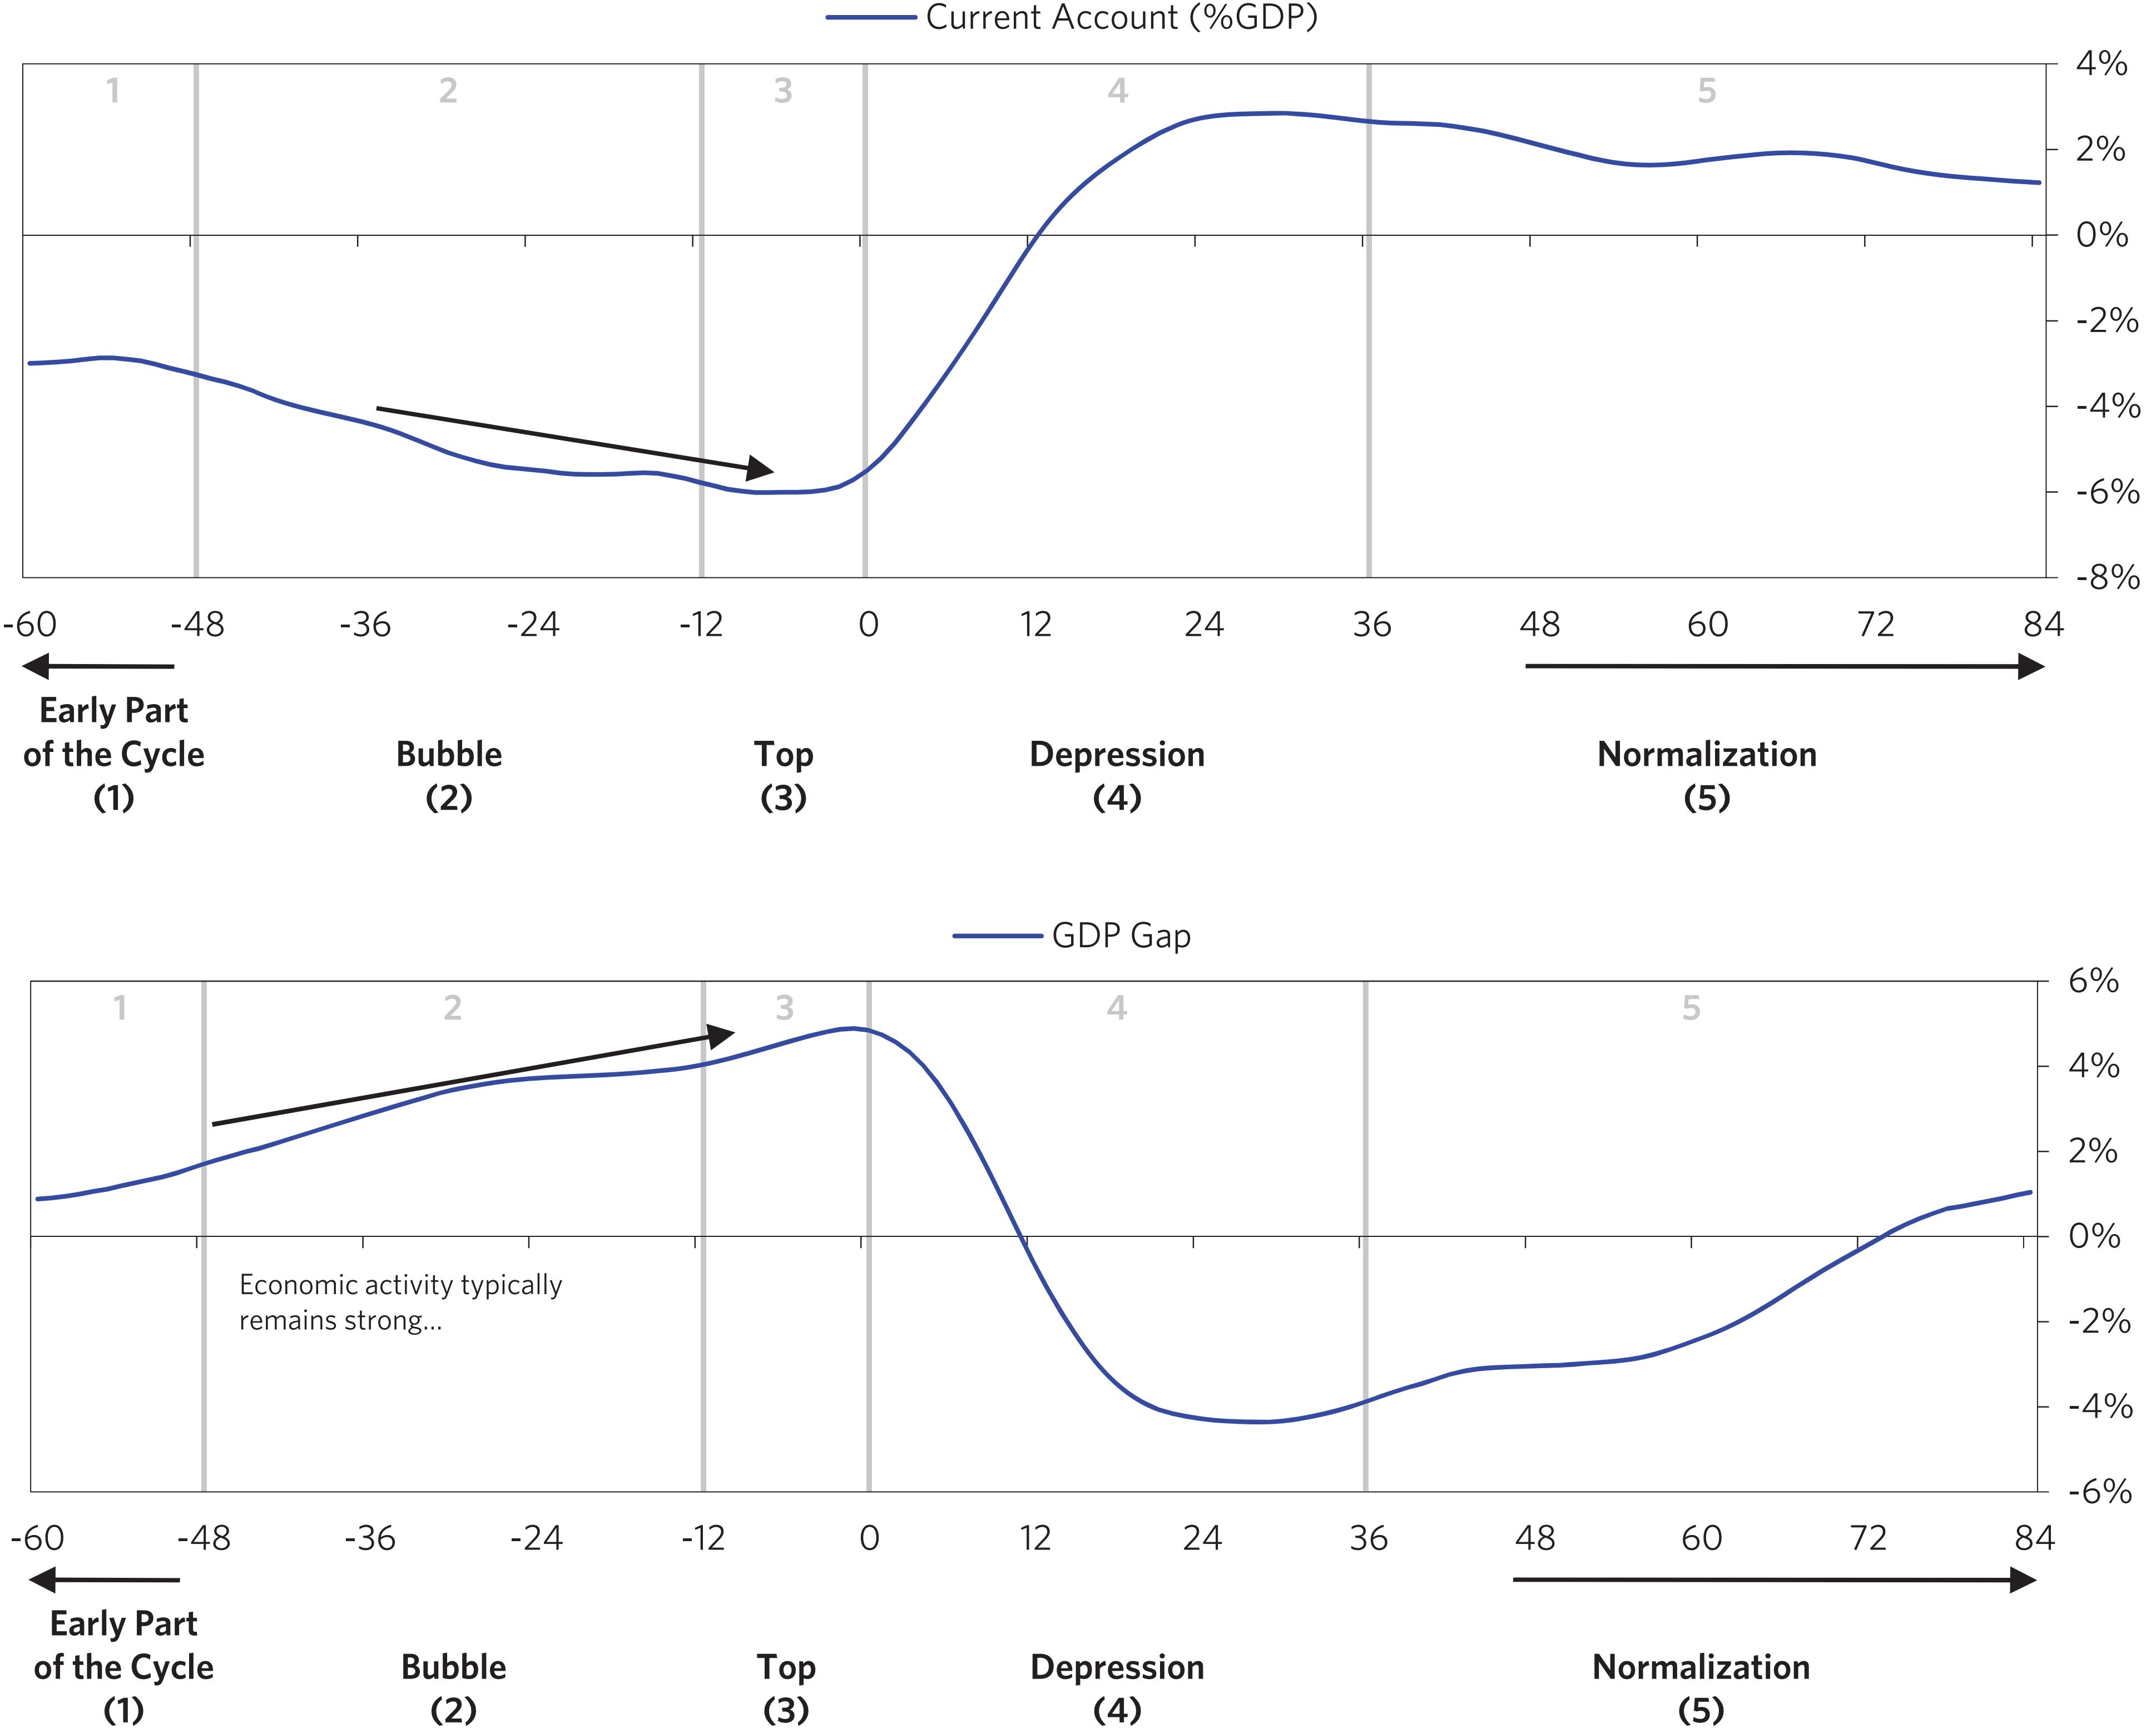 Current Account (%GDP)
1 2 3 4 5
4%
2%
0%
-2%
-4%
-6%
-8%
-60 -48 -36 -24 -12 0 12 24 36 48 60 72 84
Early Part
of the Cycle Bubble Top Depression Normalization
(1) (2) (3) (4) (5)
GDP Gap
1 2 3 4 5
6%
4%
2%
0%
-2%
-4%
-6%
Economic activity typically
remains strong...
-60 -48 -36 -24 -12 0 12 24 36 48 60 72 84
Early Part
of the Cycle Bubble Top Depression Normalization
(1) (2) (3) (4) (5)